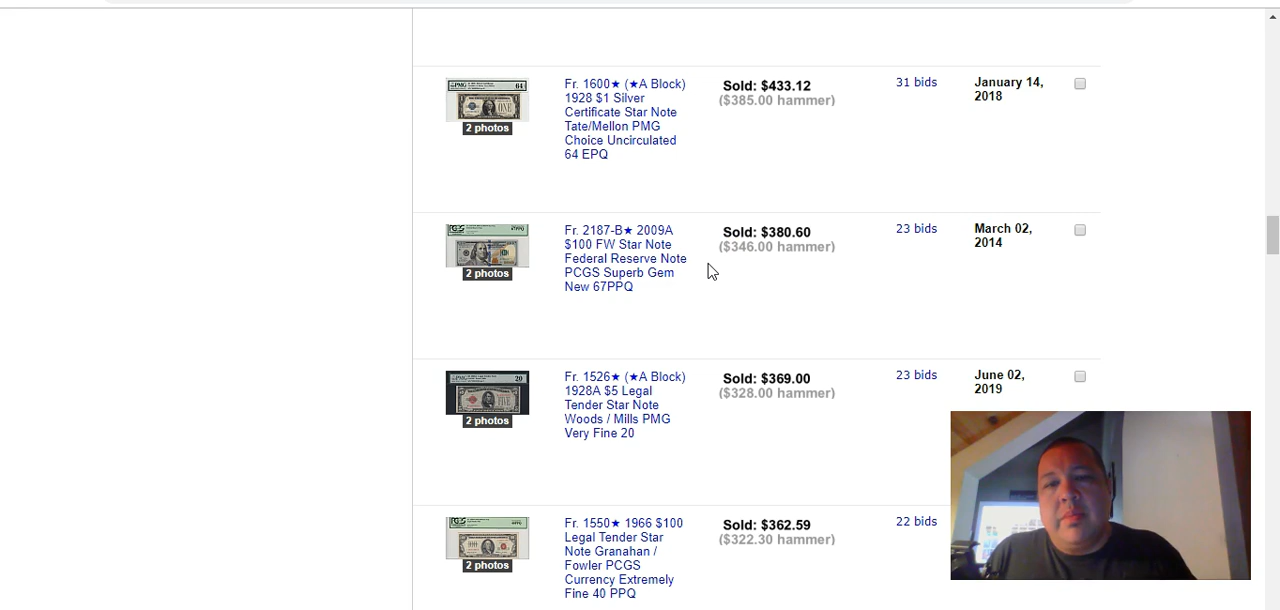 Fr. 1600★ (★A Block)
1928 $1 Silver
Certificate Star Note
Tate/Mellon PMG
Choice Uncirculated
64 EPQ
Sold: $433.12
($385.00 hammer)
31 bids
January 14,
2018
PMG 64
2 photos
Fr. 2187-B★ 2009A
$100 FW Star Note
Federal Reserve Note
PCGS Superb Gem
New 67PPQ
Sold: $380.60
($346.00 hammer)
23 bids
March 02,
2014
2 photos
Fr. 1526★ (★A Block)
1928A $5 Legal
Tender Star Note
Woods / Mills PMG
Very Fine 20
Sold: $369.00
($328.00 hammer)
23 bids
June 02,
2019
20
2 photos
Fr. 1550★ 1966 $100
Legal Tender Star
Note Granahan /
Fowler PCGS
Currency Extremely
Fine 40 PPQ
Sold: $362.59
($322.30 hammer)
22 bids
2 photos